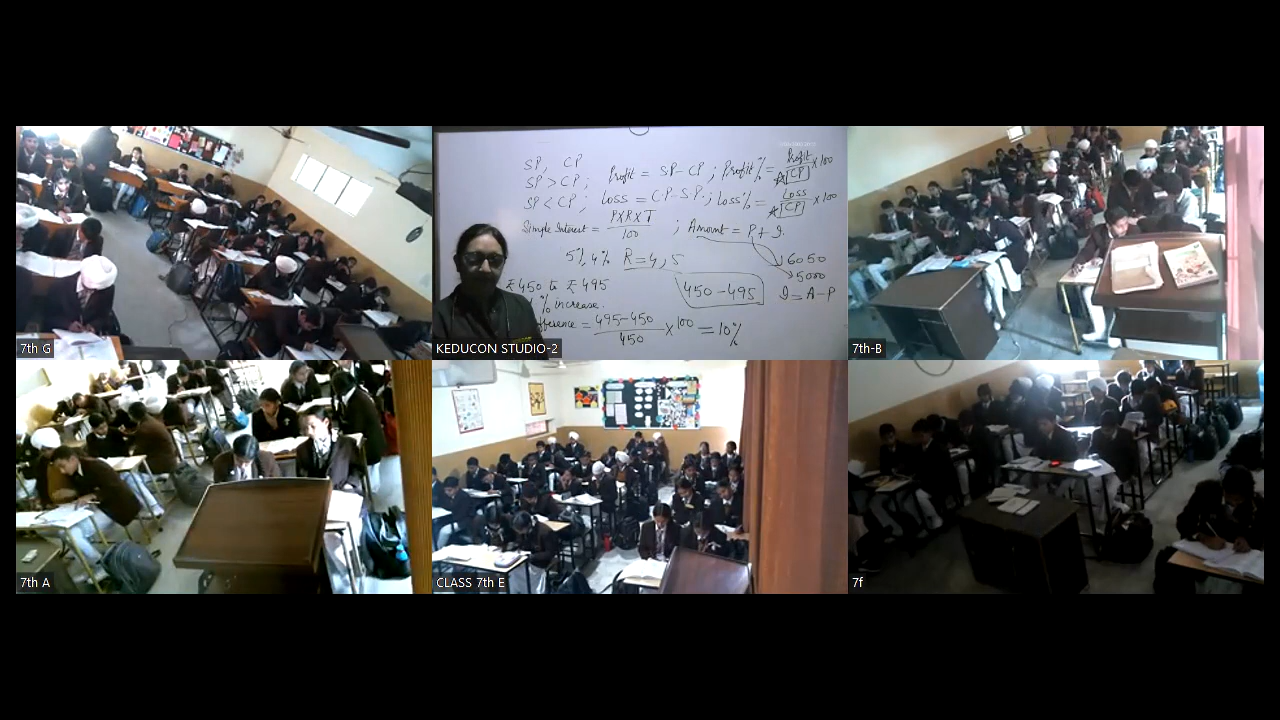 SP, CP
SP > CP ; Profit = SP - CP ; Profit % = Profit/CP × 100
SP < CP ; Loss = CP - SP ; Loss % = Loss/CP × 100
Simple Interest = P×R×T/100 ; Amount = P + I
5%, 4% R = 4, 5
6050
5000
₹ 450 to ₹ 495
450 - 495
I = A - P
% increase.
fference = 495-450/450 × 100 = 10%
7th G
KEDUCON STUDIO-2
7th-B
7th A
CLASS 7th E
7f